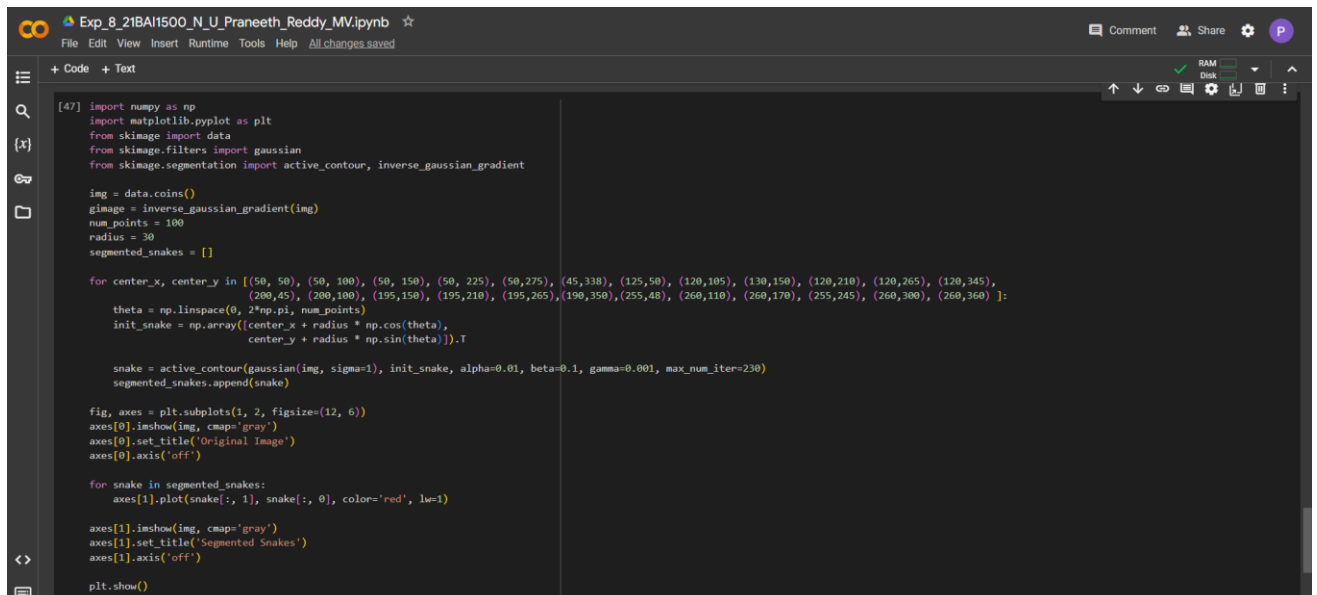 Exp_8_21BAI1500_N_U_Praneeth_Reddy_MV.ipynb
Comment Share P
File Edit View Insert Runtime Tools Help All changes saved
+ Code + Text
RAM
Disk
[47] import numpy as np
import matplotlib.pyplot as plt
from skimage import data
from skimage.filters import gaussian
from skimage.segmentation import active_contour, inverse_gaussian_gradient

img = data.coins()
gimage = inverse_gaussian_gradient(img)
num_points = 100
radius = 30
segmented_snakes = []

for center_x, center_y in [(50, 50), (50, 100), (50, 150), (50, 225), (50,275), (45,338), (125,50), (120,105), (130,150), (120,210), (120,265), (120,345),
                           (200,45), (200,100), (195,150), (195,210), (195,265),(190,350),(255,48), (260,110), (260,170), (255,245), (260,300), (260,360) ]:
    theta = np.linspace(0, 2*np.pi, num_points)
    init_snake = np.array([center_x + radius * np.cos(theta),
                           center_y + radius * np.sin(theta)]).T

    snake = active_contour(gaussian(img, sigma=1), init_snake, alpha=0.01, beta=0.1, gamma=0.001, max_num_iter=230)
    segmented_snakes.append(snake)

fig, axes = plt.subplots(1, 2, figsize=(12, 6))
axes[0].imshow(img, cmap='gray')
axes[0].set_title('Original Image')
axes[0].axis('off')

for snake in segmented_snakes:
    axes[1].plot(snake[:, 1], snake[:, 0], color='red', lw=1)

axes[1].imshow(img, cmap='gray')
axes[1].set_title('Segmented Snakes')
axes[1].axis('off')

plt.show()